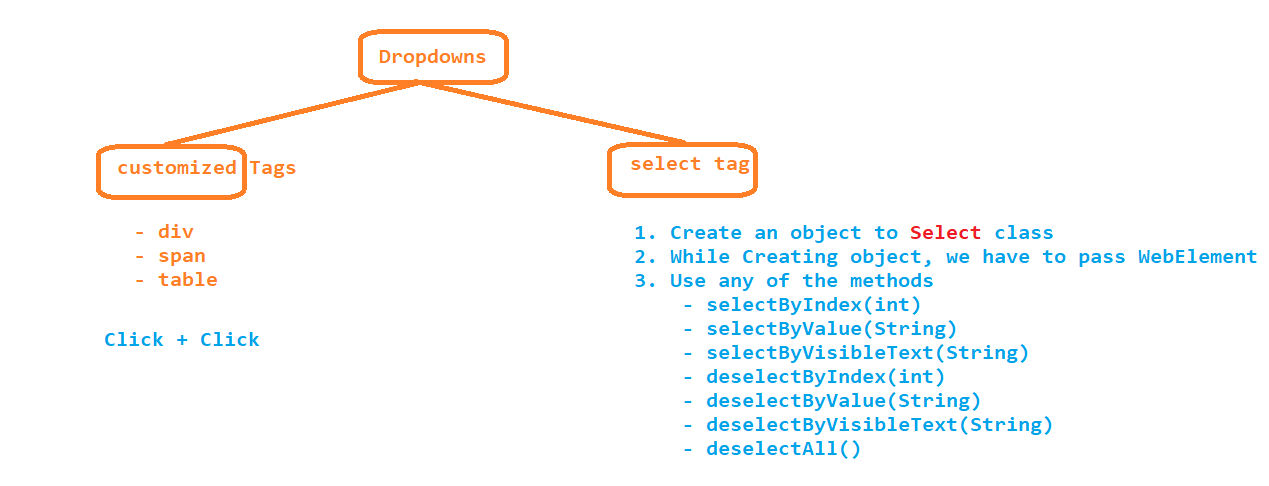 Dropdowns
customized Tags
- div
- span
- table
Click + Click
select tag
1. Create an object to Select class
2. While Creating object, we have to pass WebElement
3. Use any of the methods
- selectByIndex(int)
- selectByValue(String)
- selectByVisibleText(String)
- deselectByIndex(int)
- deselectByValue(String)
- deselectByVisibleText(String)
- deselectAll()